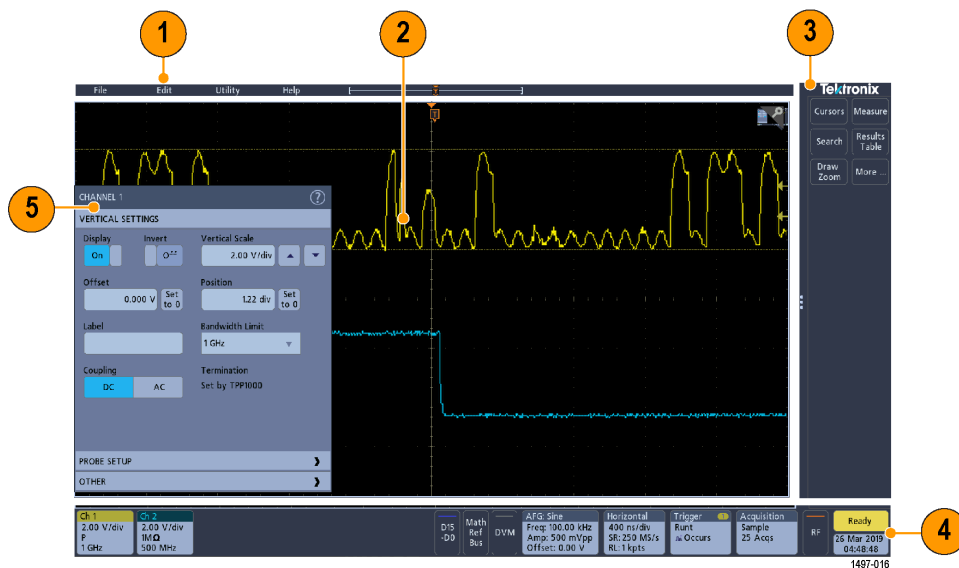 1
2
3
File Edit Utility Help
Tektronix
Cursors Measure
Search Results Table
Draw Zoom More ...
T
5
CHANNEL 1 ?
VERTICAL SETTINGS
Display Invert Vertical Scale
On Off 2.00 V/div
Offset Position
0.000 V Set to 0 1.22 div Set to 0
Label Bandwidth Limit
1 GHz
Coupling Termination
DC AC Set by TPP1000
PROBE SETUP
OTHER
Ch 1
2.00 V/div
P
1 GHz
Ch 2
2.00 V/div
1MΩ
500 MHz
D15
-D0
Math
Ref
Bus
DVM
AFG: Sine
Freq: 100.00 kHz
Amp: 500 mVpp
Offset: 0.00 V
Horizontal
400 ns/div
SR: 250 MS/s
RL: 1 kpts
Trigger 1
Runt
Occurs
Acquisition
Sample
25 Acqs
RF
Ready
26 Mar 2019
04:48:48
4
1497-016